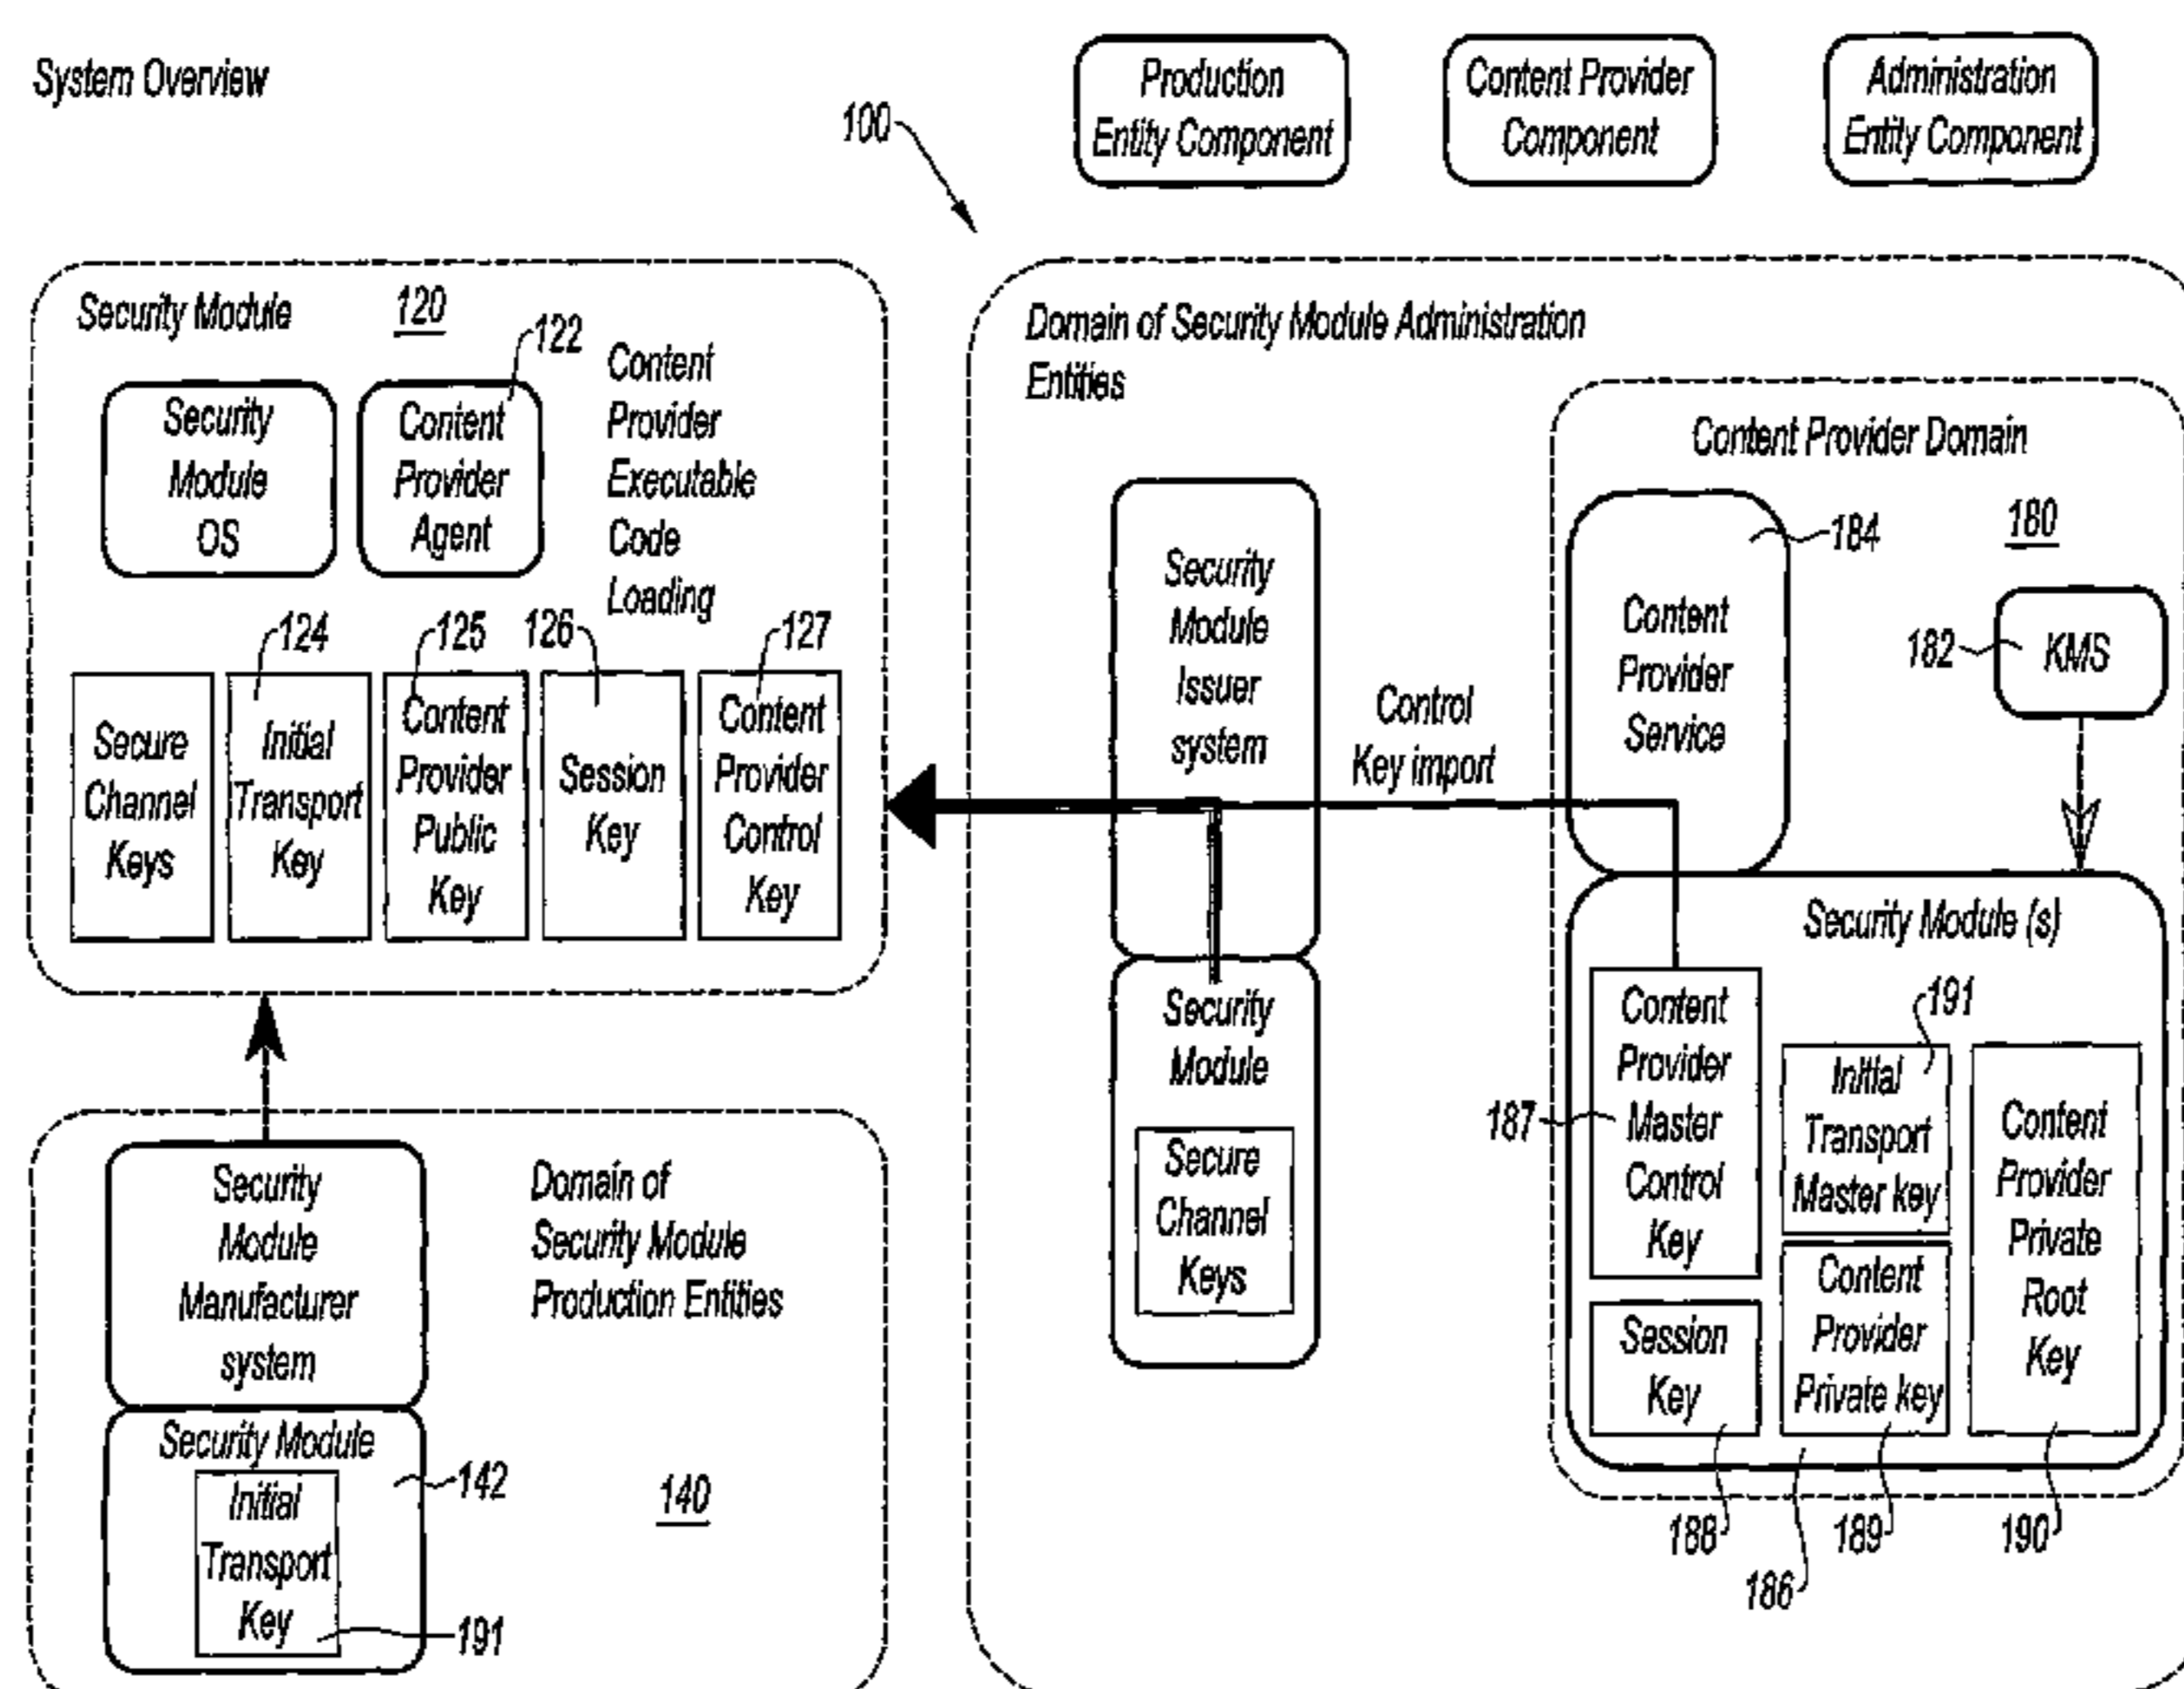 System Overview
Production
Entity Component
Content Provider
Component
Administration
Entity Component
100
Security Module
120
122
Security
Module
OS
Content
Provider
Agent
Content
Provider
Executable
Code
Loading
124
125
126
127
Secure
Channel
Keys
Initial
Transport
Key
Content
Provider
Public
Key
Session
Key
Content
Provider
Control
Key
Security
Module
Manufacturer
system
Domain of
Security Module
Production Entities
Security Module
142
Initial
Transport
Key
191
140
Domain of Security Module Administration
Entities
Security
Module
Issuer
system
Security
Module
Secure
Channel
Keys
Control
Key import
Content Provider Domain
180
184
Content
Provider
Service
182
KMS
Security Module (s)
187
Content
Provider
Master
Control
Key
191
Initial
Transport
Master key
Content
Provider
Private
Root
Key
Session
Key
Content
Provider
Private key
188
189
190
186